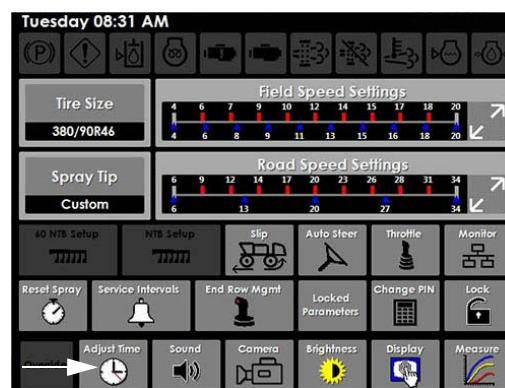 Tuesday 08:31 AM
Tire Size
380/90R46
Field Speed Settings
4 6 7 9 10 12 14 15 17 18 20
4 6 8 9 11 13 15 16 18 20
Spray Tip
Custom
Road Speed Settings
6 9 12 14 17 20 23 26 28 31 34
6 13 20 27 34
60 NTB Setup NTB Setup Slip Auto Steer Throttle Monitor
Reset Spray Service Intervals End Row Mgmt Locked Parameters Change PIN Lock
Override Adjust Time Sound Camera Brightness Display Measure